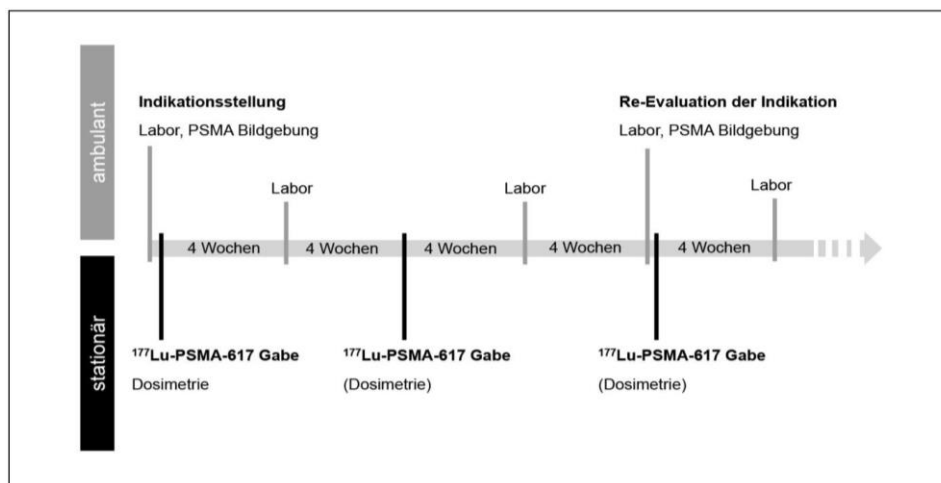 ambulant
Indikationsstellung
Labor, PSMA Bildgebung
Re-Evaluation der Indikation
Labor, PSMA Bildgebung
Labor
Labor
Labor
4 Wochen
4 Wochen
4 Wochen
4 Wochen
4 Wochen
stationär
¹⁷⁷Lu-PSMA-617 Gabe
Dosimetrie
¹⁷⁷Lu-PSMA-617 Gabe
(Dosimetrie)
¹⁷⁷Lu-PSMA-617 Gabe
(Dosimetrie)